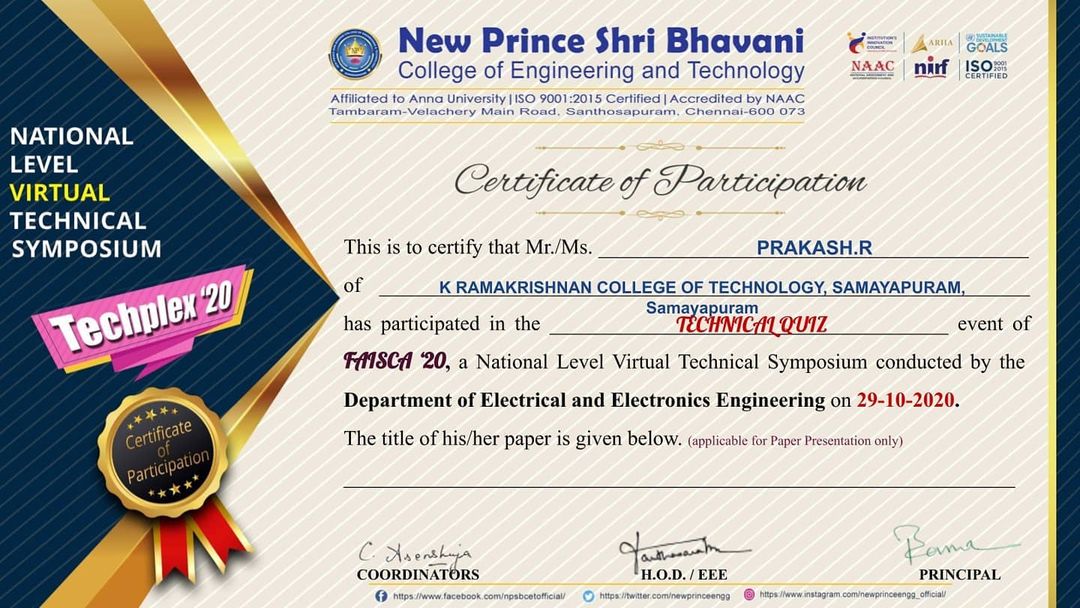 New Prince Shri Bhavani
College of Engineering and Technology
Affiliated to Anna University | ISO 9001:2015 Certified | Accredited by NAAC
Tambaram-Velachery Main Road, Santhosapuram, Chennai-600 073
INSTITUTION'S
INNOVATION
COUNCIL
ARIIA
SUSTAINABLE
DEVELOPMENT
GOALS
NAAC
nirf
ISO 9001
2015
CERTIFIED
NATIONAL
LEVEL
VIRTUAL
TECHNICAL
SYMPOSIUM
Techplex '20
Certificate
of
Participation
Certificate of Participation
This is to certify that Mr./Ms. PRAKASH.R
of K RAMAKRISHNAN COLLEGE OF TECHNOLOGY, SAMAYAPURAM,
Samayapuram
has participated in the TECHNICAL QUIZ event of
FAISCA '20, a National Level Virtual Technical Symposium conducted by the
Department of Electrical and Electronics Engineering on 29-10-2020.
The title of his/her paper is given below. (applicable for Paper Presentation only)
COORDINATORS H.O.D. / EEE PRINCIPAL
https://www.facebook.com/npsbcetofficial/ https://twitter.com/newprinceengg https://www.instagram.com/newprinceengg_official/